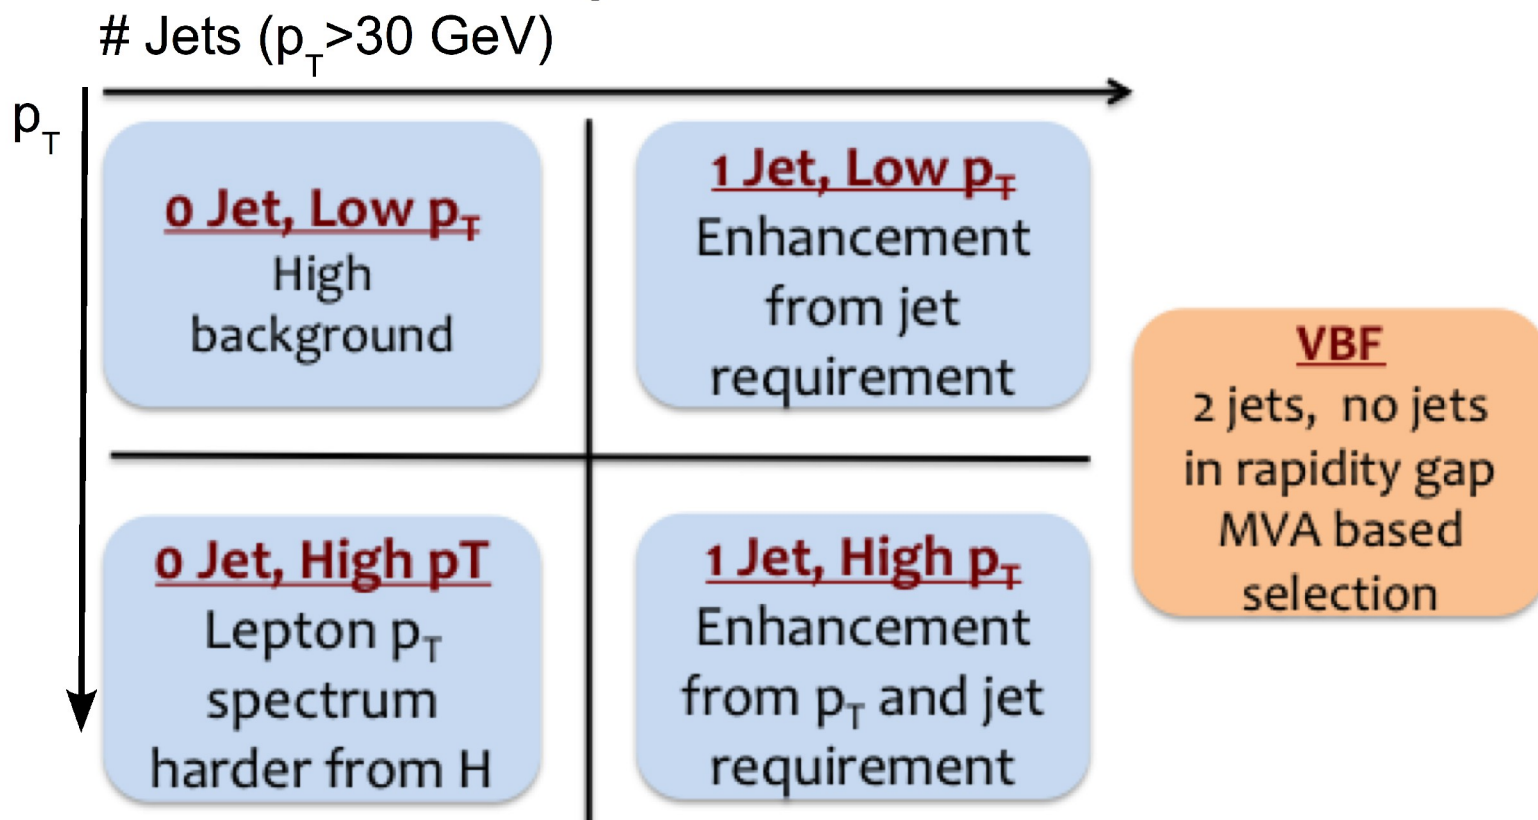 # Jets (pT>30 GeV)
pT
0 Jet, Low pT
High
background
1 Jet, Low pT
Enhancement
from jet
requirement
VBF
2 jets, no jets
in rapidity gap
MVA based
selection
0 Jet, High pT
Lepton pT
spectrum
harder from H
1 Jet, High pT
Enhancement
from pT and jet
requirement